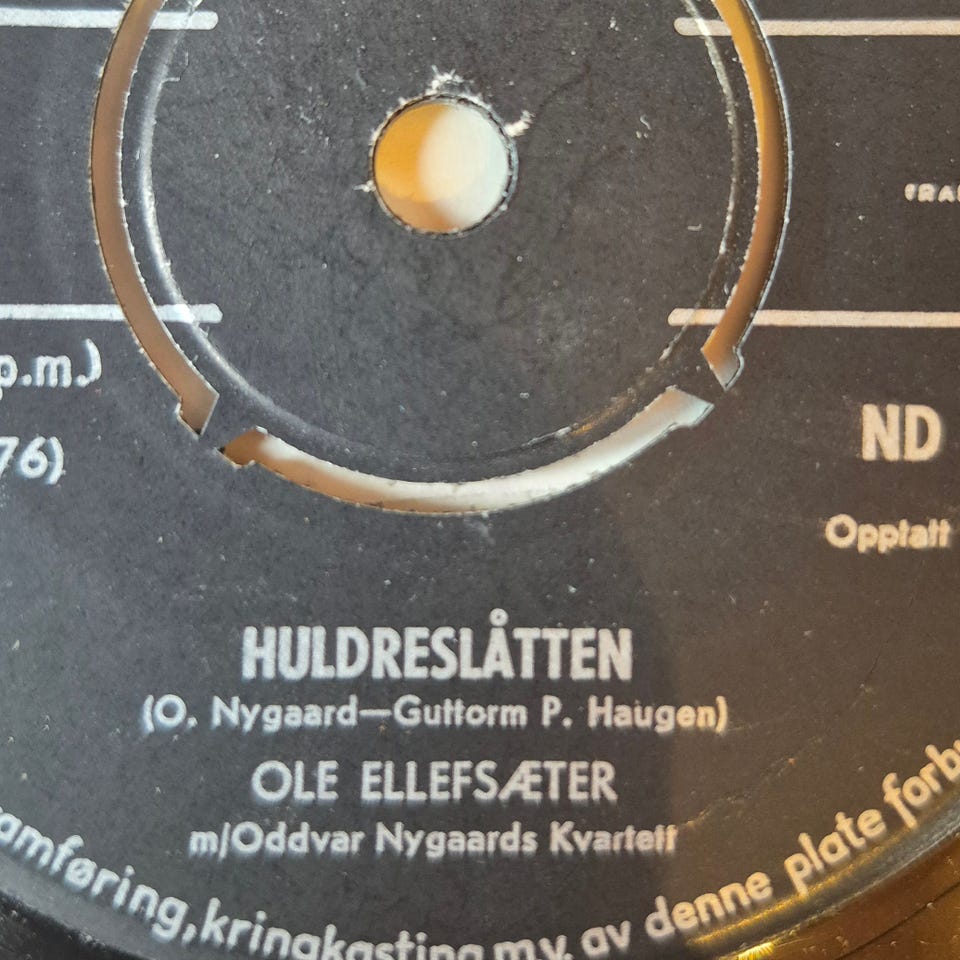 p.m.)
76)
ND
Opptatt
HULDRESLÅTTEN
(O. Nygaard—Guttorm P. Haugen)
OLE ELLEFSÆTER
m/Oddvar Nygaards Kvartett
amføring, kringkasting m.v. av denne plate forb